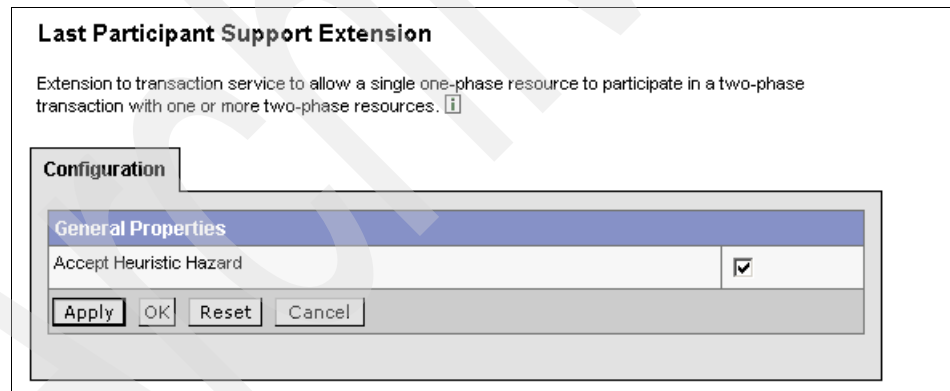 Last Participant Support Extension
Extension to transaction service to allow a single one-phase resource to participate in a two-phase
transaction with one or more two-phase resources. i
Configuration
General Properties
Accept Heuristic Hazard
Apply OK Reset Cancel